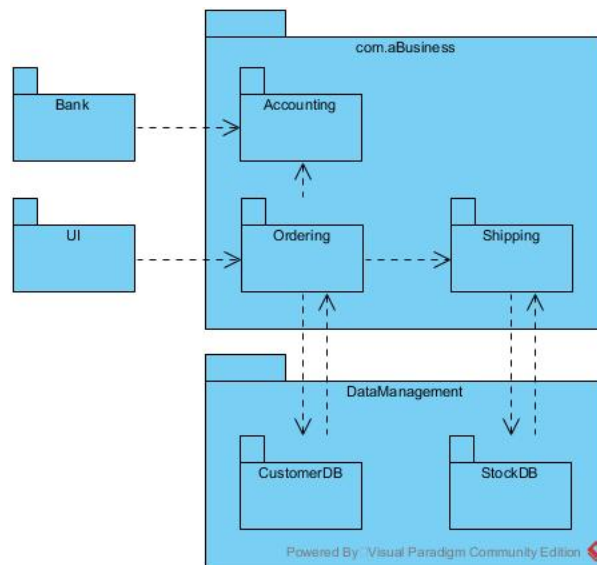 com.aBusiness
Bank
Accounting
UI
Ordering
Shipping
DataManagement
CustomerDB
StockDB
Powered By Visual Paradigm Community Edition